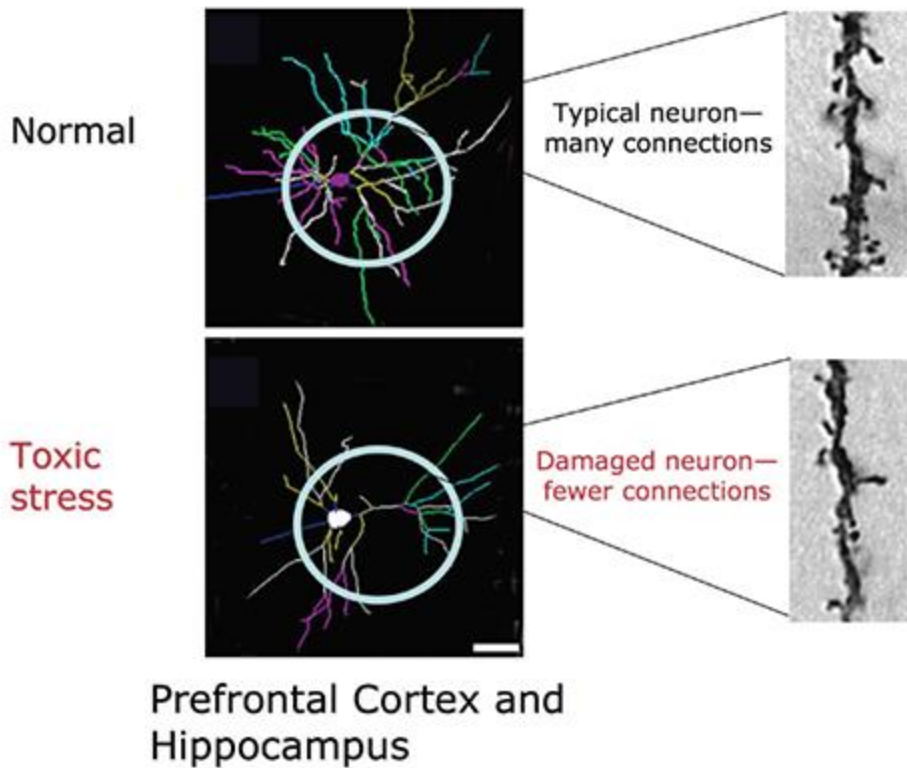 Normal
Typical neuron—
many connections
Toxic
stress
Damaged neuron—
fewer connections
Prefrontal Cortex and
Hippocampus